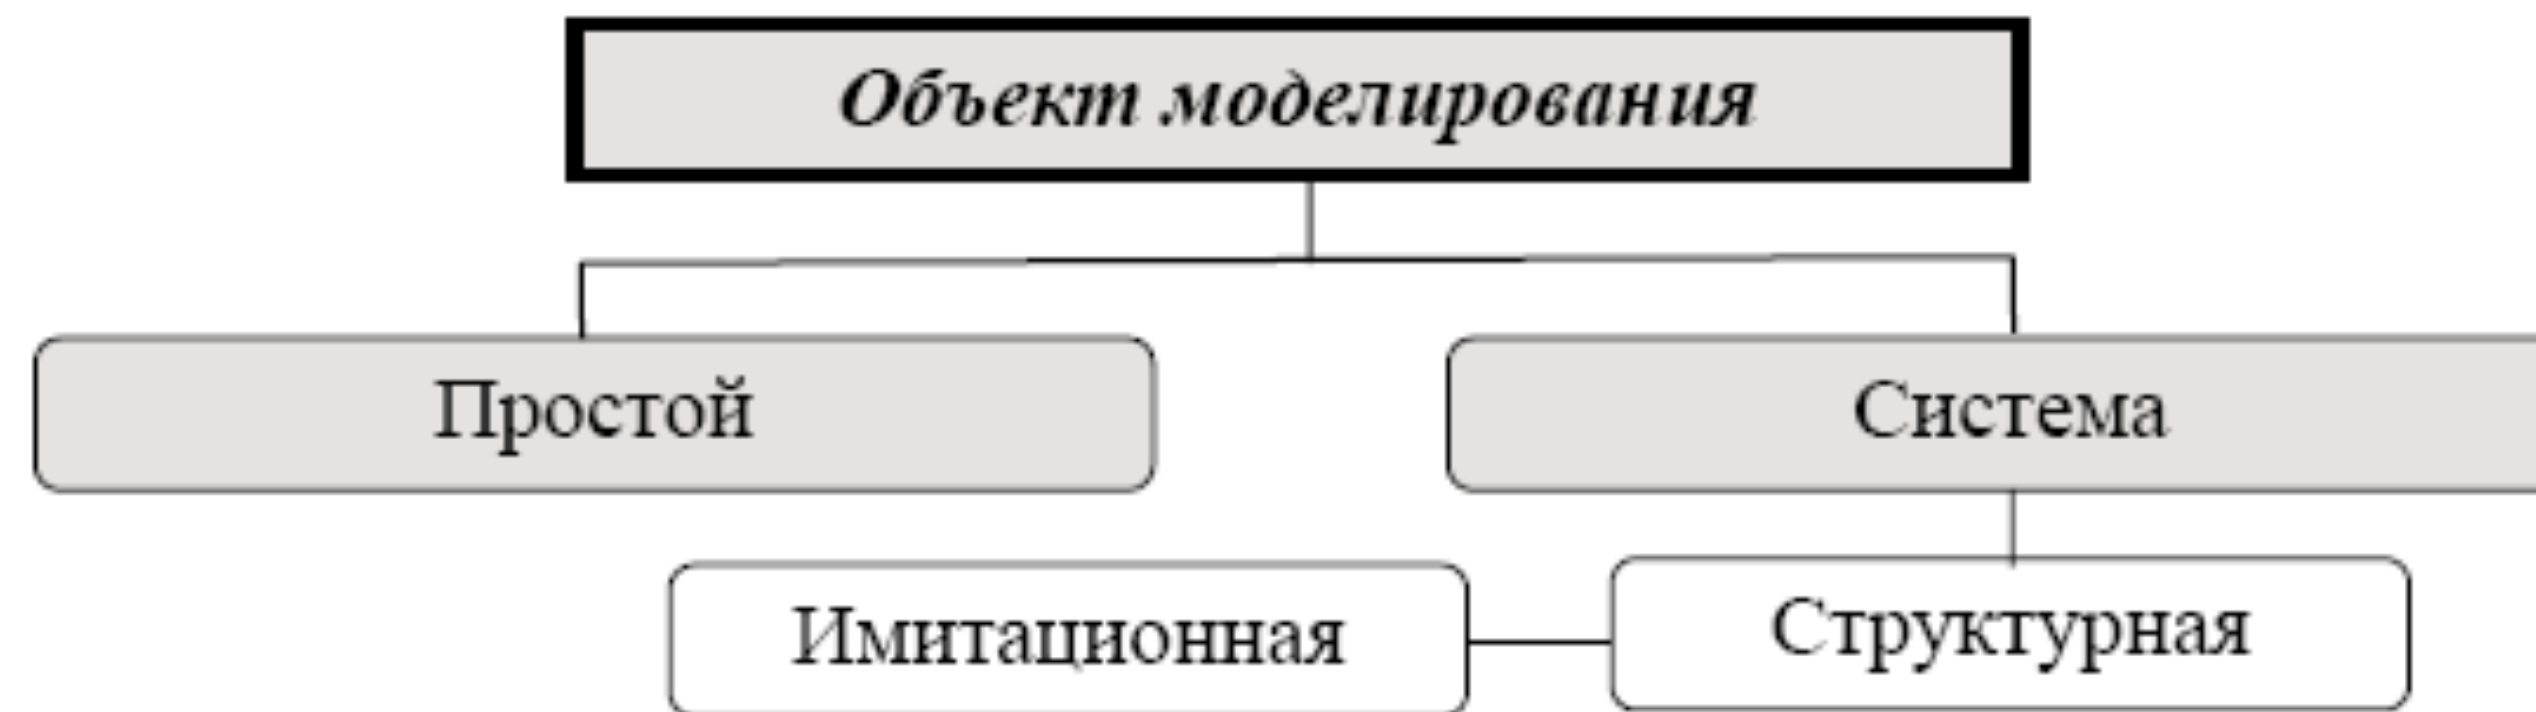 Объект моделирования
Простой
Система
Имитационная
Структурная